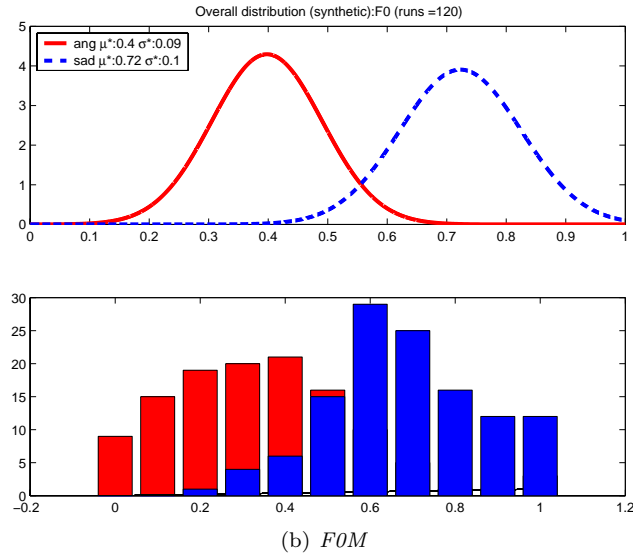 Overall distribution (synthetic):F0 (runs =120)
5
ang μ*:0.4 σ*:0.09
sad μ*:0.72 σ*:0.1
4
3
2
1
0
0 0.1 0.2 0.3 0.4 0.5 0.6 0.7 0.8 0.9 1
30
25
20
15
10
5
0
−0.2 0 0.2 0.4 0.6 0.8 1 1.2
(b) F0M